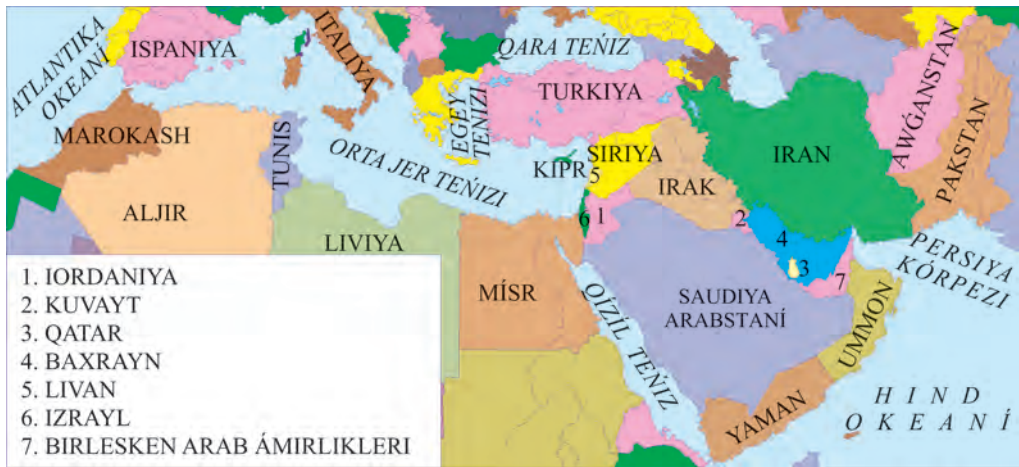 ATLANTIKA
OKEANÍ
ISPANIYA
ITALIYA
QARA TEŃIZ
EGEY
TENIZI
TURKIYA
AWǴANSTAN
PAKSTAN
MAROKASH
TUNIS
ORTA JER TEŃIZI
KIPR
SIRIYA
5
IRAK
IRAN
ALJIR
LIVIYA
6
1
2
4
3
7
PERSIYA
KÓRPEZI
MÍSR
QÍZÍL TEŃIZ
SAUDIYA
ARABSTANÍ
UMMON
YAMAN
HIND
OKEANÍ
1. IORDANIYA
2. KUVAYT
3. QATAR
4. BAXRAYN
5. LIVAN
6. IZRAYL
7. BIRLESKEN ARAB ÁMIRLIKLERI